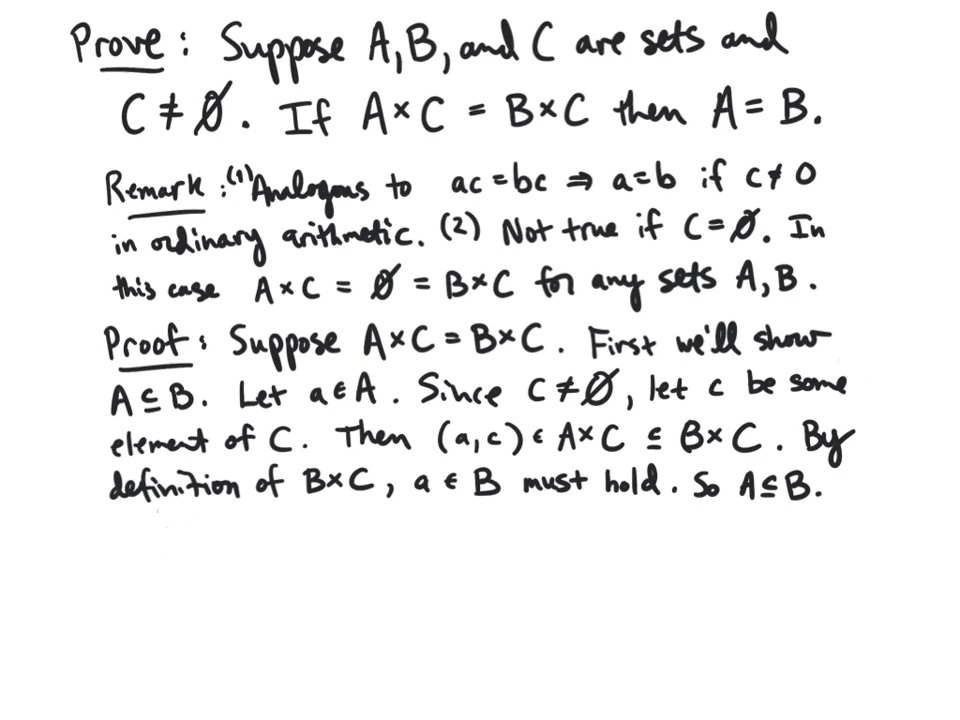 Prove : Suppose A, B, and C are sets and
C ≠ Ø. If A × C = B × C then A = B.
Remark :(1) Analogous to ac = bc ⇒ a = b if c ≠ 0
in ordinary arithmetic. (2) Not true if C = Ø. In
this case A × C = Ø = B × C for any sets A, B.
Proof : Suppose A × C = B × C. First we'll show
A ⊆ B. Let a ∈ A. Since C ≠ Ø, let c be some
element of C. Then (a, c) ∈ A × C ⊆ B × C. By
definition of B × C, a ∈ B must hold. So A ⊆ B.